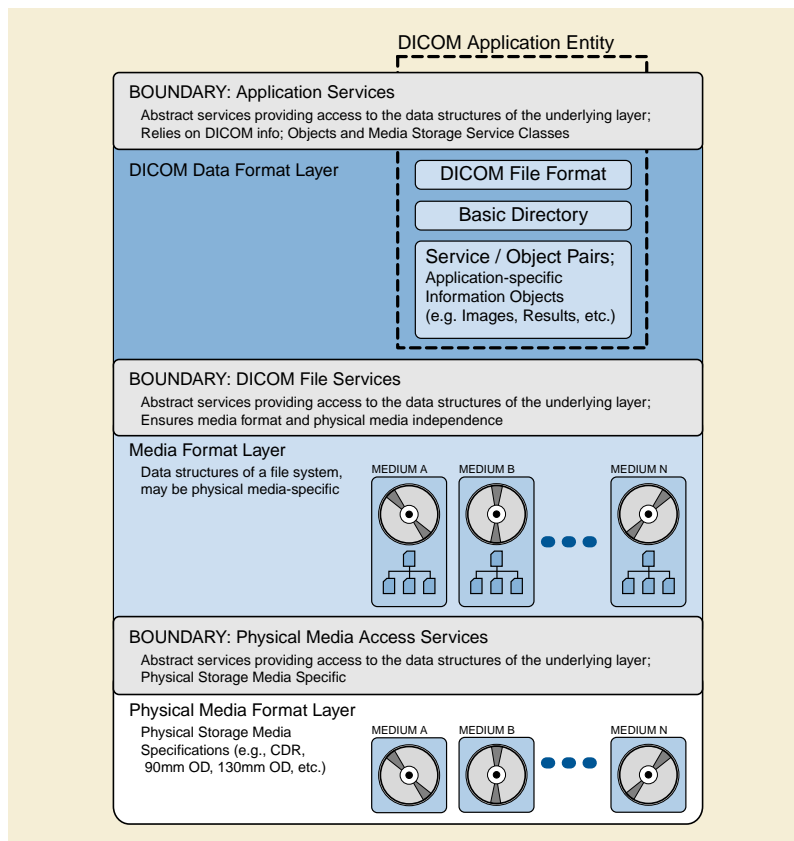 DICOM Application Entity
BOUNDARY: Application Services
Abstract services providing access to the data structures of the underlying layer;
Relies on DICOM info; Objects and Media Storage Service Classes
DICOM Data Format Layer
DICOM File Format
Basic Directory
Service / Object Pairs;
Application-specific
Information Objects
(e.g. Images, Results, etc.)
BOUNDARY: DICOM File Services
Abstract services providing access to the data structures of the underlying layer;
Ensures media format and physical media independence
Media Format Layer
Data structures of a file system,
may be physical media-specific
MEDIUM A
MEDIUM B
MEDIUM N
BOUNDARY: Physical Media Access Services
Abstract services providing access to the data structures of the underlying layer;
Physical Storage Media Specific
Physical Media Format Layer
Physical Storage Media
Specifications (e.g., CDR,
90mm OD, 130mm OD, etc.)
MEDIUM A
MEDIUM B
MEDIUM N